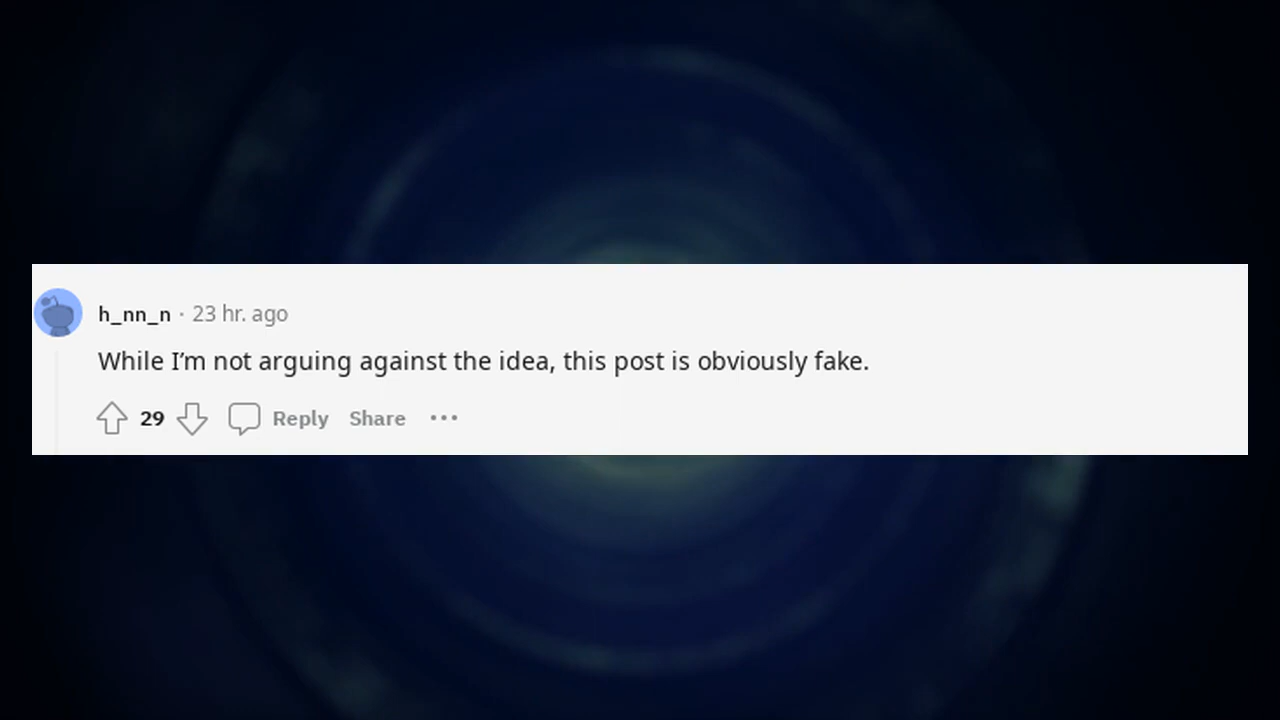 h_nn_n · 23 hr. ago
While I’m not arguing against the idea, this post is obviously fake.
29 Reply Share ···